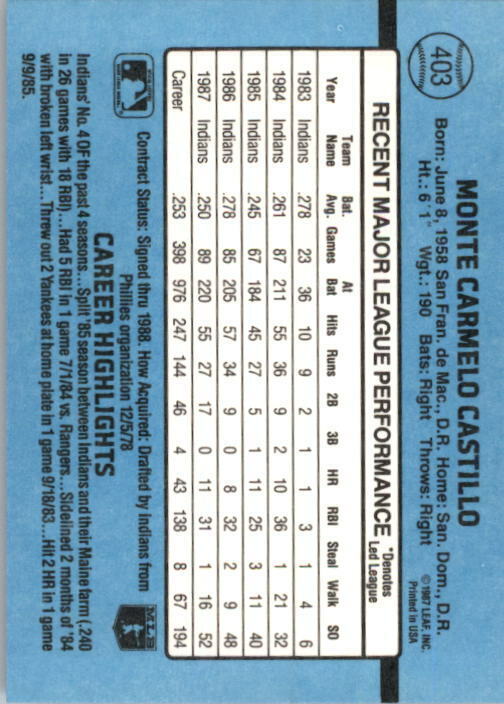 403
MONTE CARMELO CASTILLO
Born: June 8, 1958 San Fran. de Mac., D.R. Home: San. Dom., D.R.
Ht.: 6'1" Wgt.: 190 Bats: Right Throws: Right
© 1987 LEAF, INC.
Printed in USA
RECENT MAJOR LEAGUE PERFORMANCE *Denotes Led League
Year Team Name Bat. Avg. Games At Bat Hits Runs 2B 3B HR RBI Steal Walk SO
1983 Indians .278 23 36 10 9 2 1 1 3 1 4 6
1984 Indians .261 87 211 55 36 9 2 10 36 1 21 32
1985 Indians .245 67 184 45 27 5 1 11 25 3 11 40
1986 Indians .278 85 205 57 34 9 0 8 32 2 9 48
1987 Indians .250 89 220 55 27 17 0 11 31 1 16 52
Career .253 398 976 247 144 46 4 43 138 8 67 194
Contract Status: Signed thru 1988. How Acquired: Drafted by Indians from
Phillies organization 12/5/78
MLB
CAREER HIGHLIGHTS
Indians' No. 4 OF the past 4 seasons...Split '85 season between Indians and their Maine farm (.240
in 26 games with 18 RBI)...Had 5 RBI in 1 game 7/1/84 vs. Rangers...Sidelined 2 months of '84
with broken left wrist...Threw out 2 Yankees at home plate in 1 game 9/18/83...Hit 2 HR in 1 game
9/9/85.